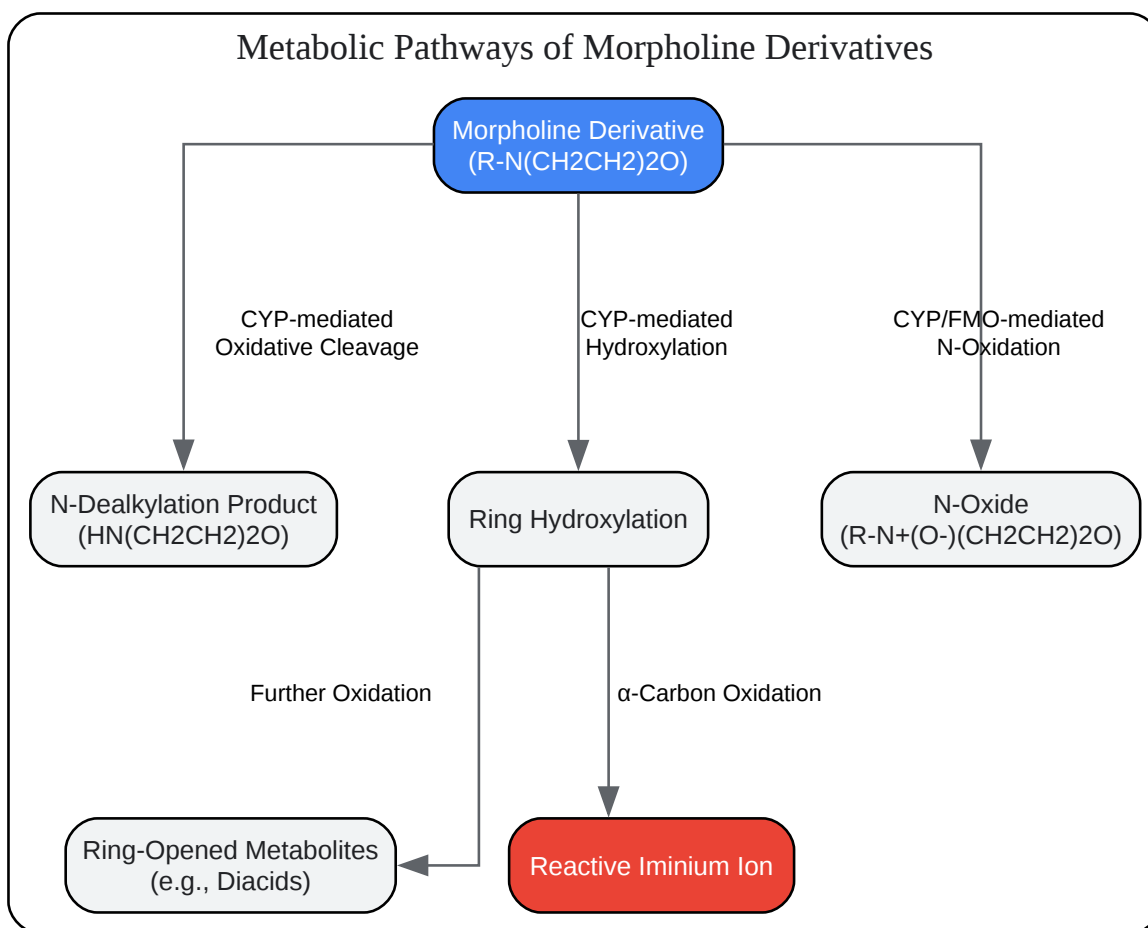 Metabolic Pathways of Morpholine Derivatives
Morpholine Derivative
(R-N(CH2CH2)2O)
CYP-mediated
Oxidative Cleavage
CYP-mediated
Hydroxylation
CYP/FMO-mediated
N-Oxidation
N-Dealkylation Product
(HN(CH2CH2)2O)
Ring Hydroxylation
N-Oxide
(R-N+(O-)(CH2CH2)2O)
Further Oxidation
α-Carbon Oxidation
Ring-Opened Metabolites
(e.g., Diacids)
Reactive Iminium Ion